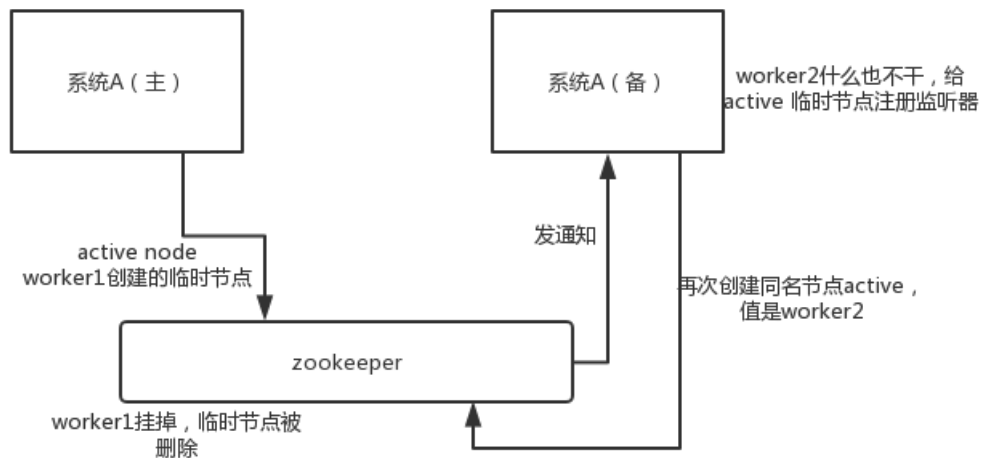 系统A（主）
系统A（备）
worker2什么也不干，给
active 临时节点注册监听器
active node
worker1创建的临时节点
发通知
再次创建同名节点active，
值是worker2
zookeeper
worker1挂掉，临时节点被
删除